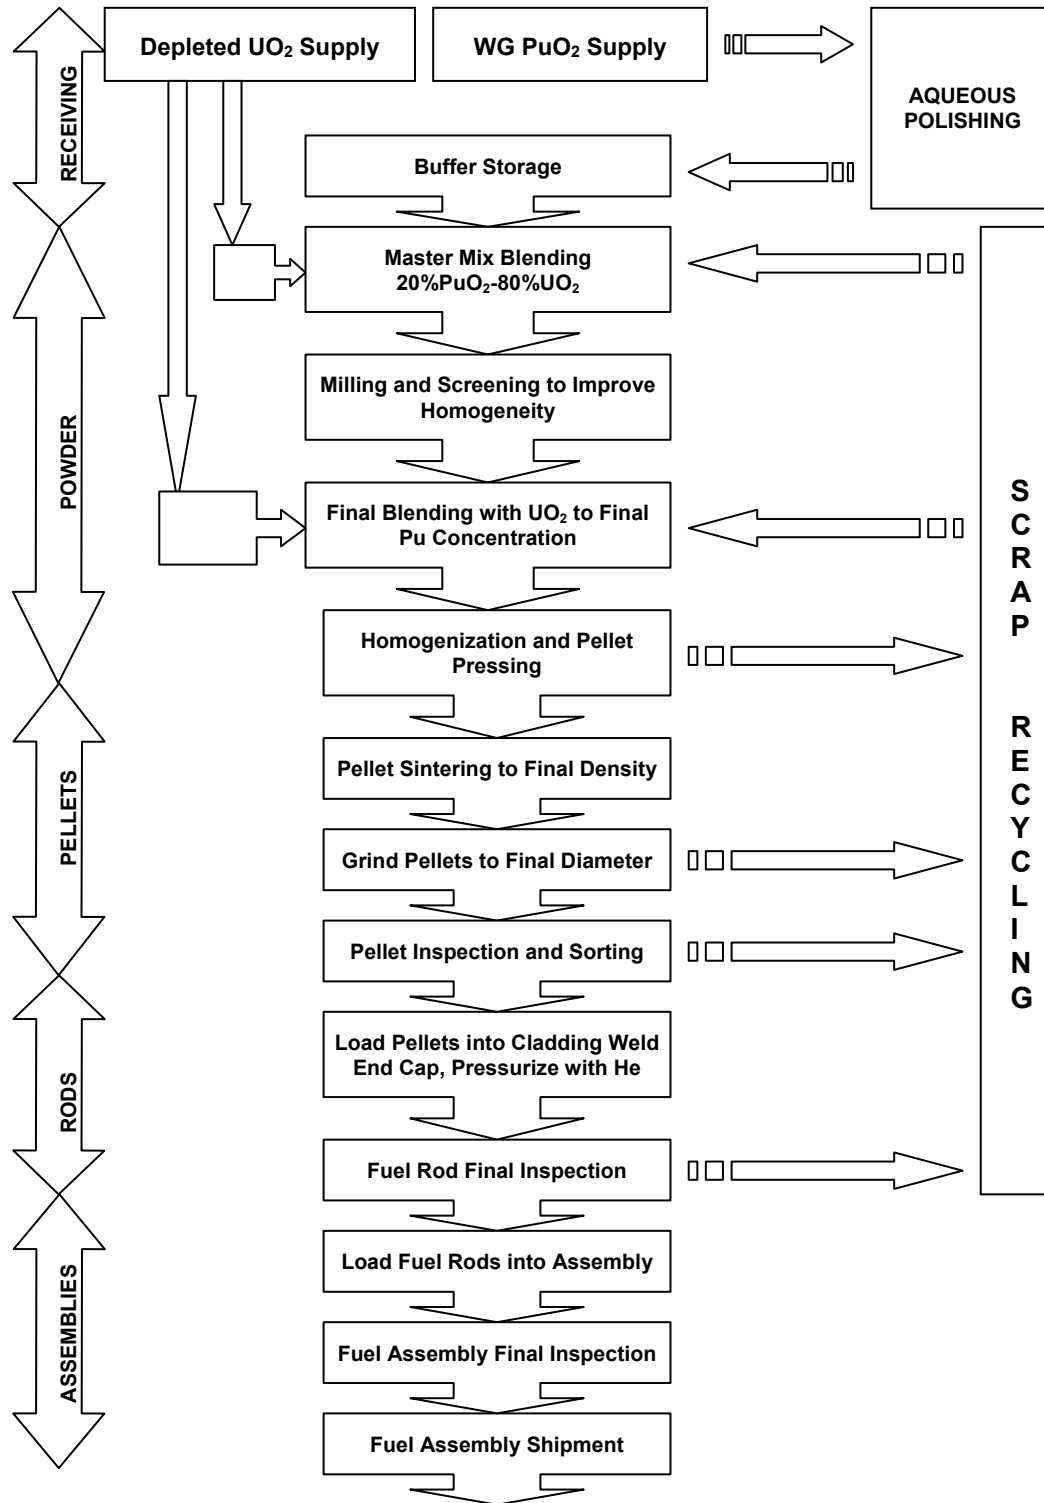 Depleted UO₂ Supply
WG PuO₂ Supply
AQUEOUS
POLISHING
RECEIVING
Buffer Storage
Master Mix Blending
20%PuO₂-80%UO₂
Milling and Screening to Improve
Homogeneity
POWDER
Final Blending with UO₂ to Final
Pu Concentration
SCRAP RECYCLING
Homogenization and Pellet
Pressing
Pellet Sintering to Final Density
PELLETS
Grind Pellets to Final Diameter
Pellet Inspection and Sorting
Load Pellets into Cladding Weld
End Cap, Pressurize with He
RODS
Fuel Rod Final Inspection
Load Fuel Rods into Assembly
ASSEMBLIES
Fuel Assembly Final Inspection
Fuel Assembly Shipment